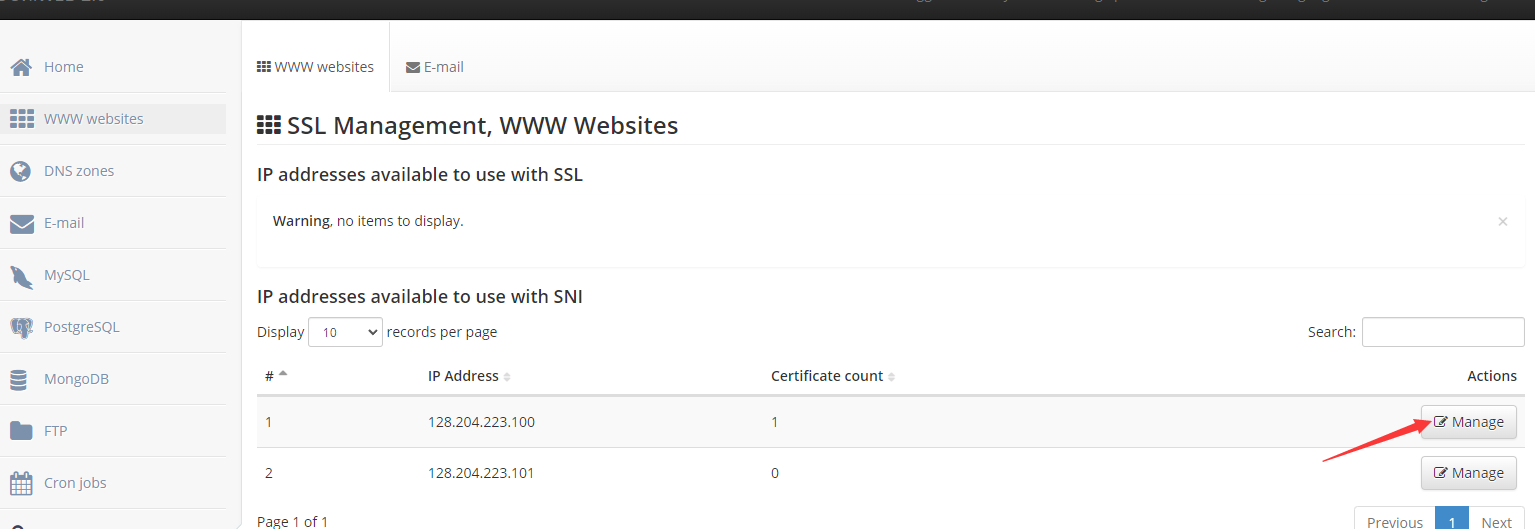 WWW websites
E-mail
Home
WWW websites
DNS zones
E-mail
MySQL
PostgreSQL
MongoDB
FTP
Cron jobs
SSL Management, WWW Websites
IP addresses available to use with SSL
Warning, no items to display. ×
IP addresses available to use with SNI
Display 10 records per page Search:
# IP Address Certificate count Actions
1 128.204.223.100 1 Manage
2 128.204.223.101 0 Manage
Page 1 of 1 Previous 1 Next